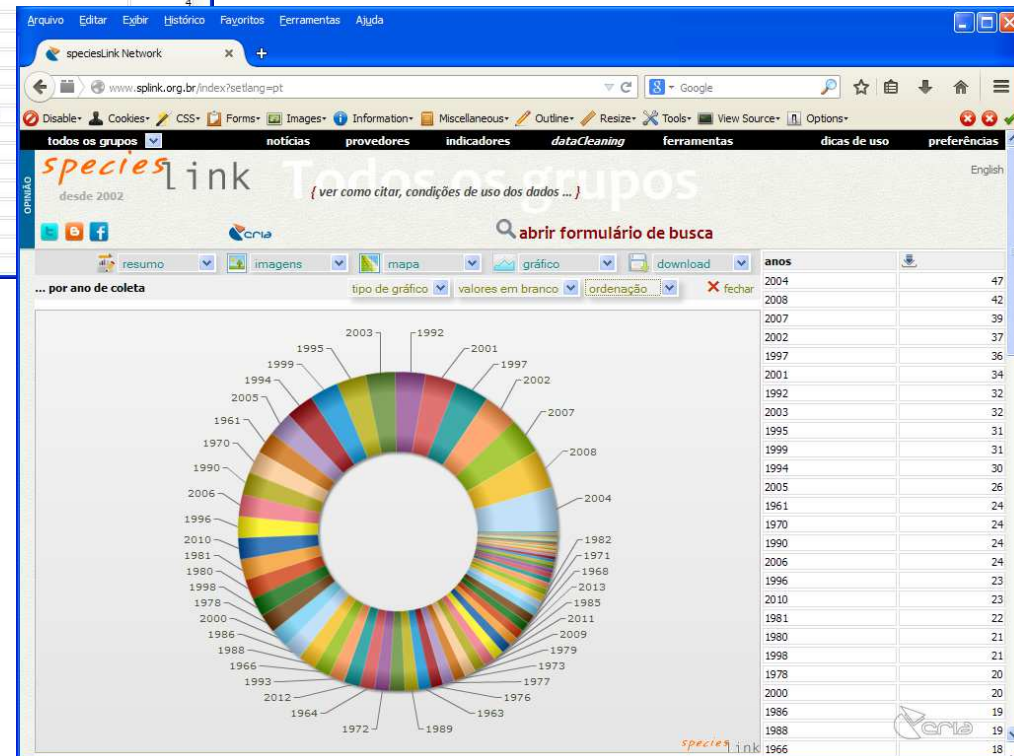 4
Arquivo Editar Exibir Histórico Favoritos Ferramentas Ajuda
speciesLink Network × +
www.splink.org.br/index?setlang=pt
Google
Disable Cookies CSS Forms Images Information Miscellaneous Outline Resize Tools View Source Options
todos os grupos notícias provedores indicadores dataCleaning ferramentas dicas de uso preferências
OPINIÃO
species link
desde 2002
Todos os grupos
{ ver como citar, condições de uso dos dados ... }
English
cria
abrir formulário de busca
resumo imagens mapa gráfico download
... por ano de coleta
tipo de gráfico valores em branco ordenação fechar
2003 1992
1995 2001
1999 1997
1994 2002
2005
1961 2007
1970
1990 2008
2006
2004
1996
2010 1982
1981 1971
1980 1968
1998 2013
1978 1985
2000 2011
1986 2009
1988 1979
1966 1973
1993 1977
2012 1976
1964 1963
1972 1989
species link
anos
2004 47
2008 42
2007 39
2002 37
1997 36
2001 34
1992 32
2003 32
1995 31
1999 31
1994 30
2005 26
1961 24
1970 24
1990 24
2006 24
1996 23
2010 23
1981 22
1980 21
1998 21
1978 20
2000 20
1986 19
1988 19
1966 18
cria